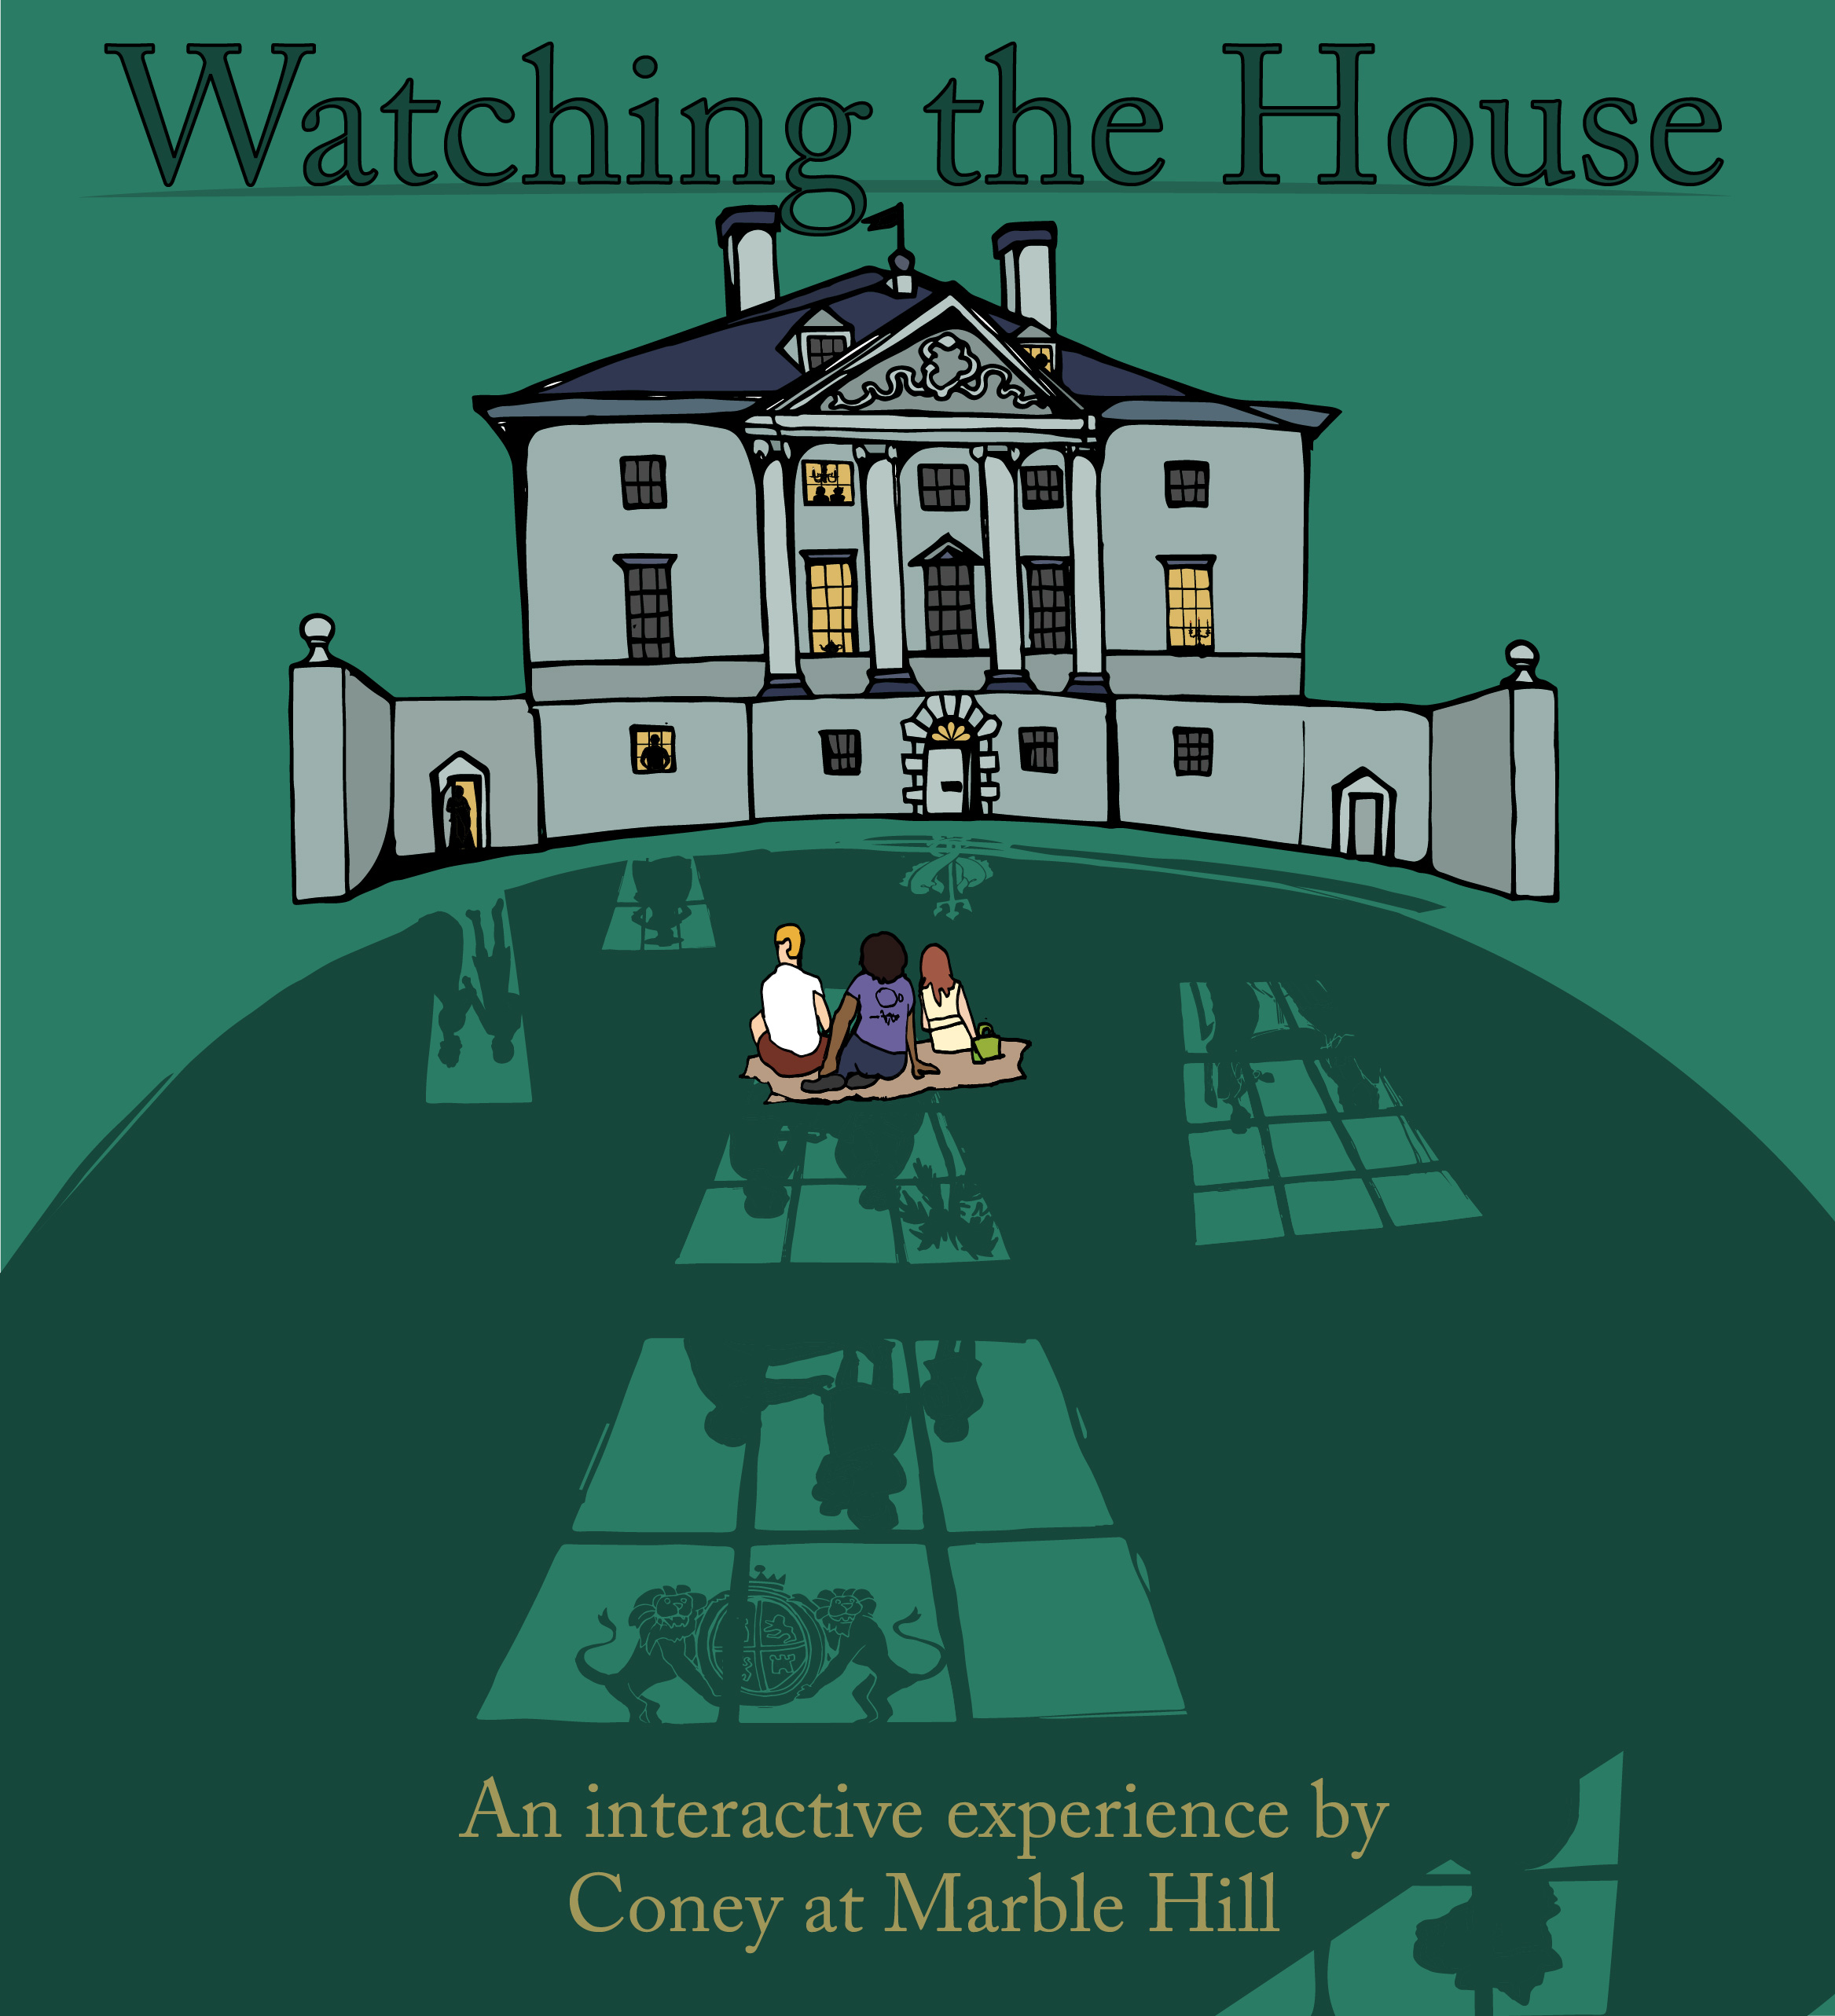 Watching the House
An interactive experience by
Coney at Marble Hill